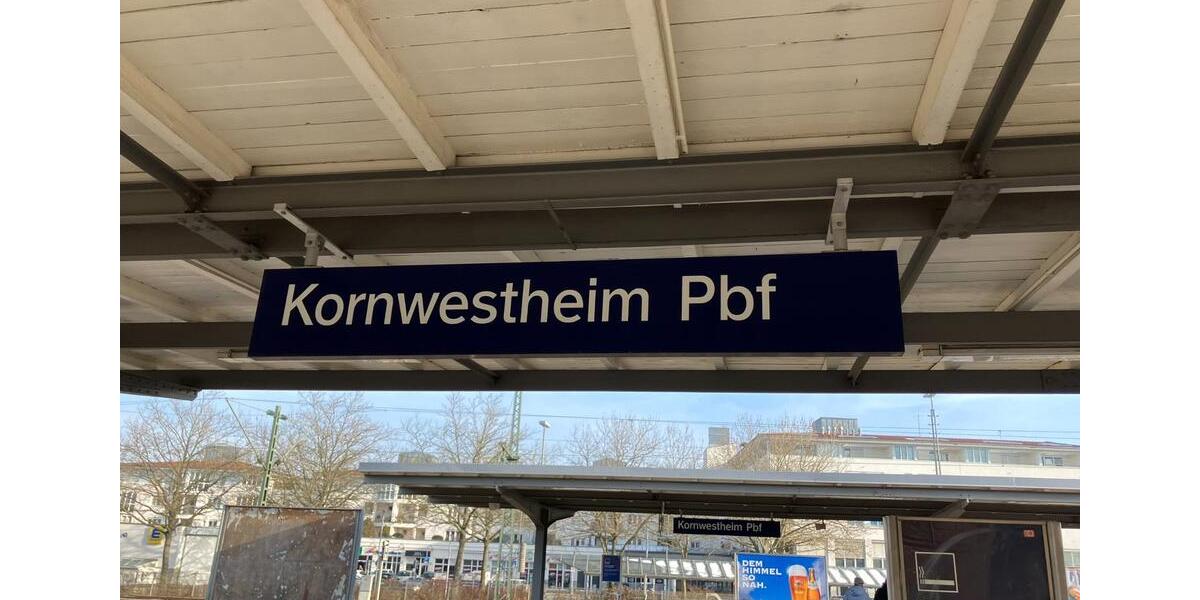 Kornwestheim Pbf
Kornwestheim Pbf
DEM
HIMMEL
SO
NAH.